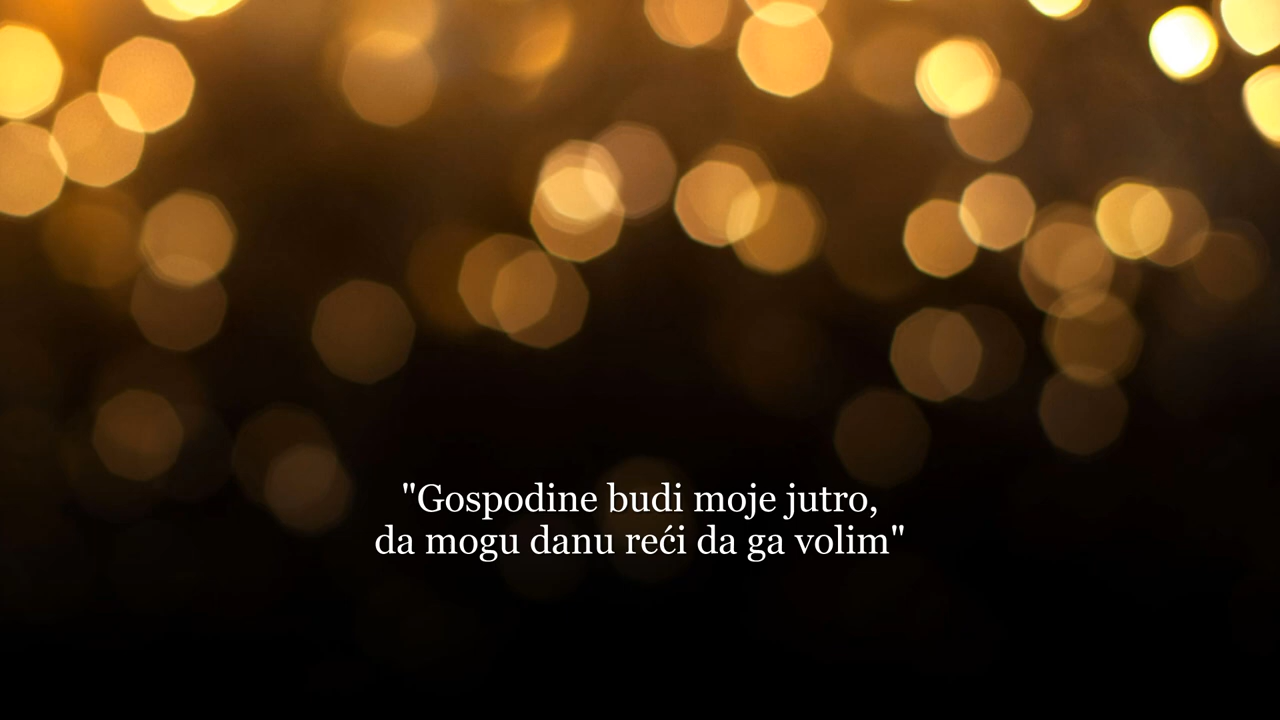 "Gospodine budi moje jutro,
da mogu danu reći da ga volim"